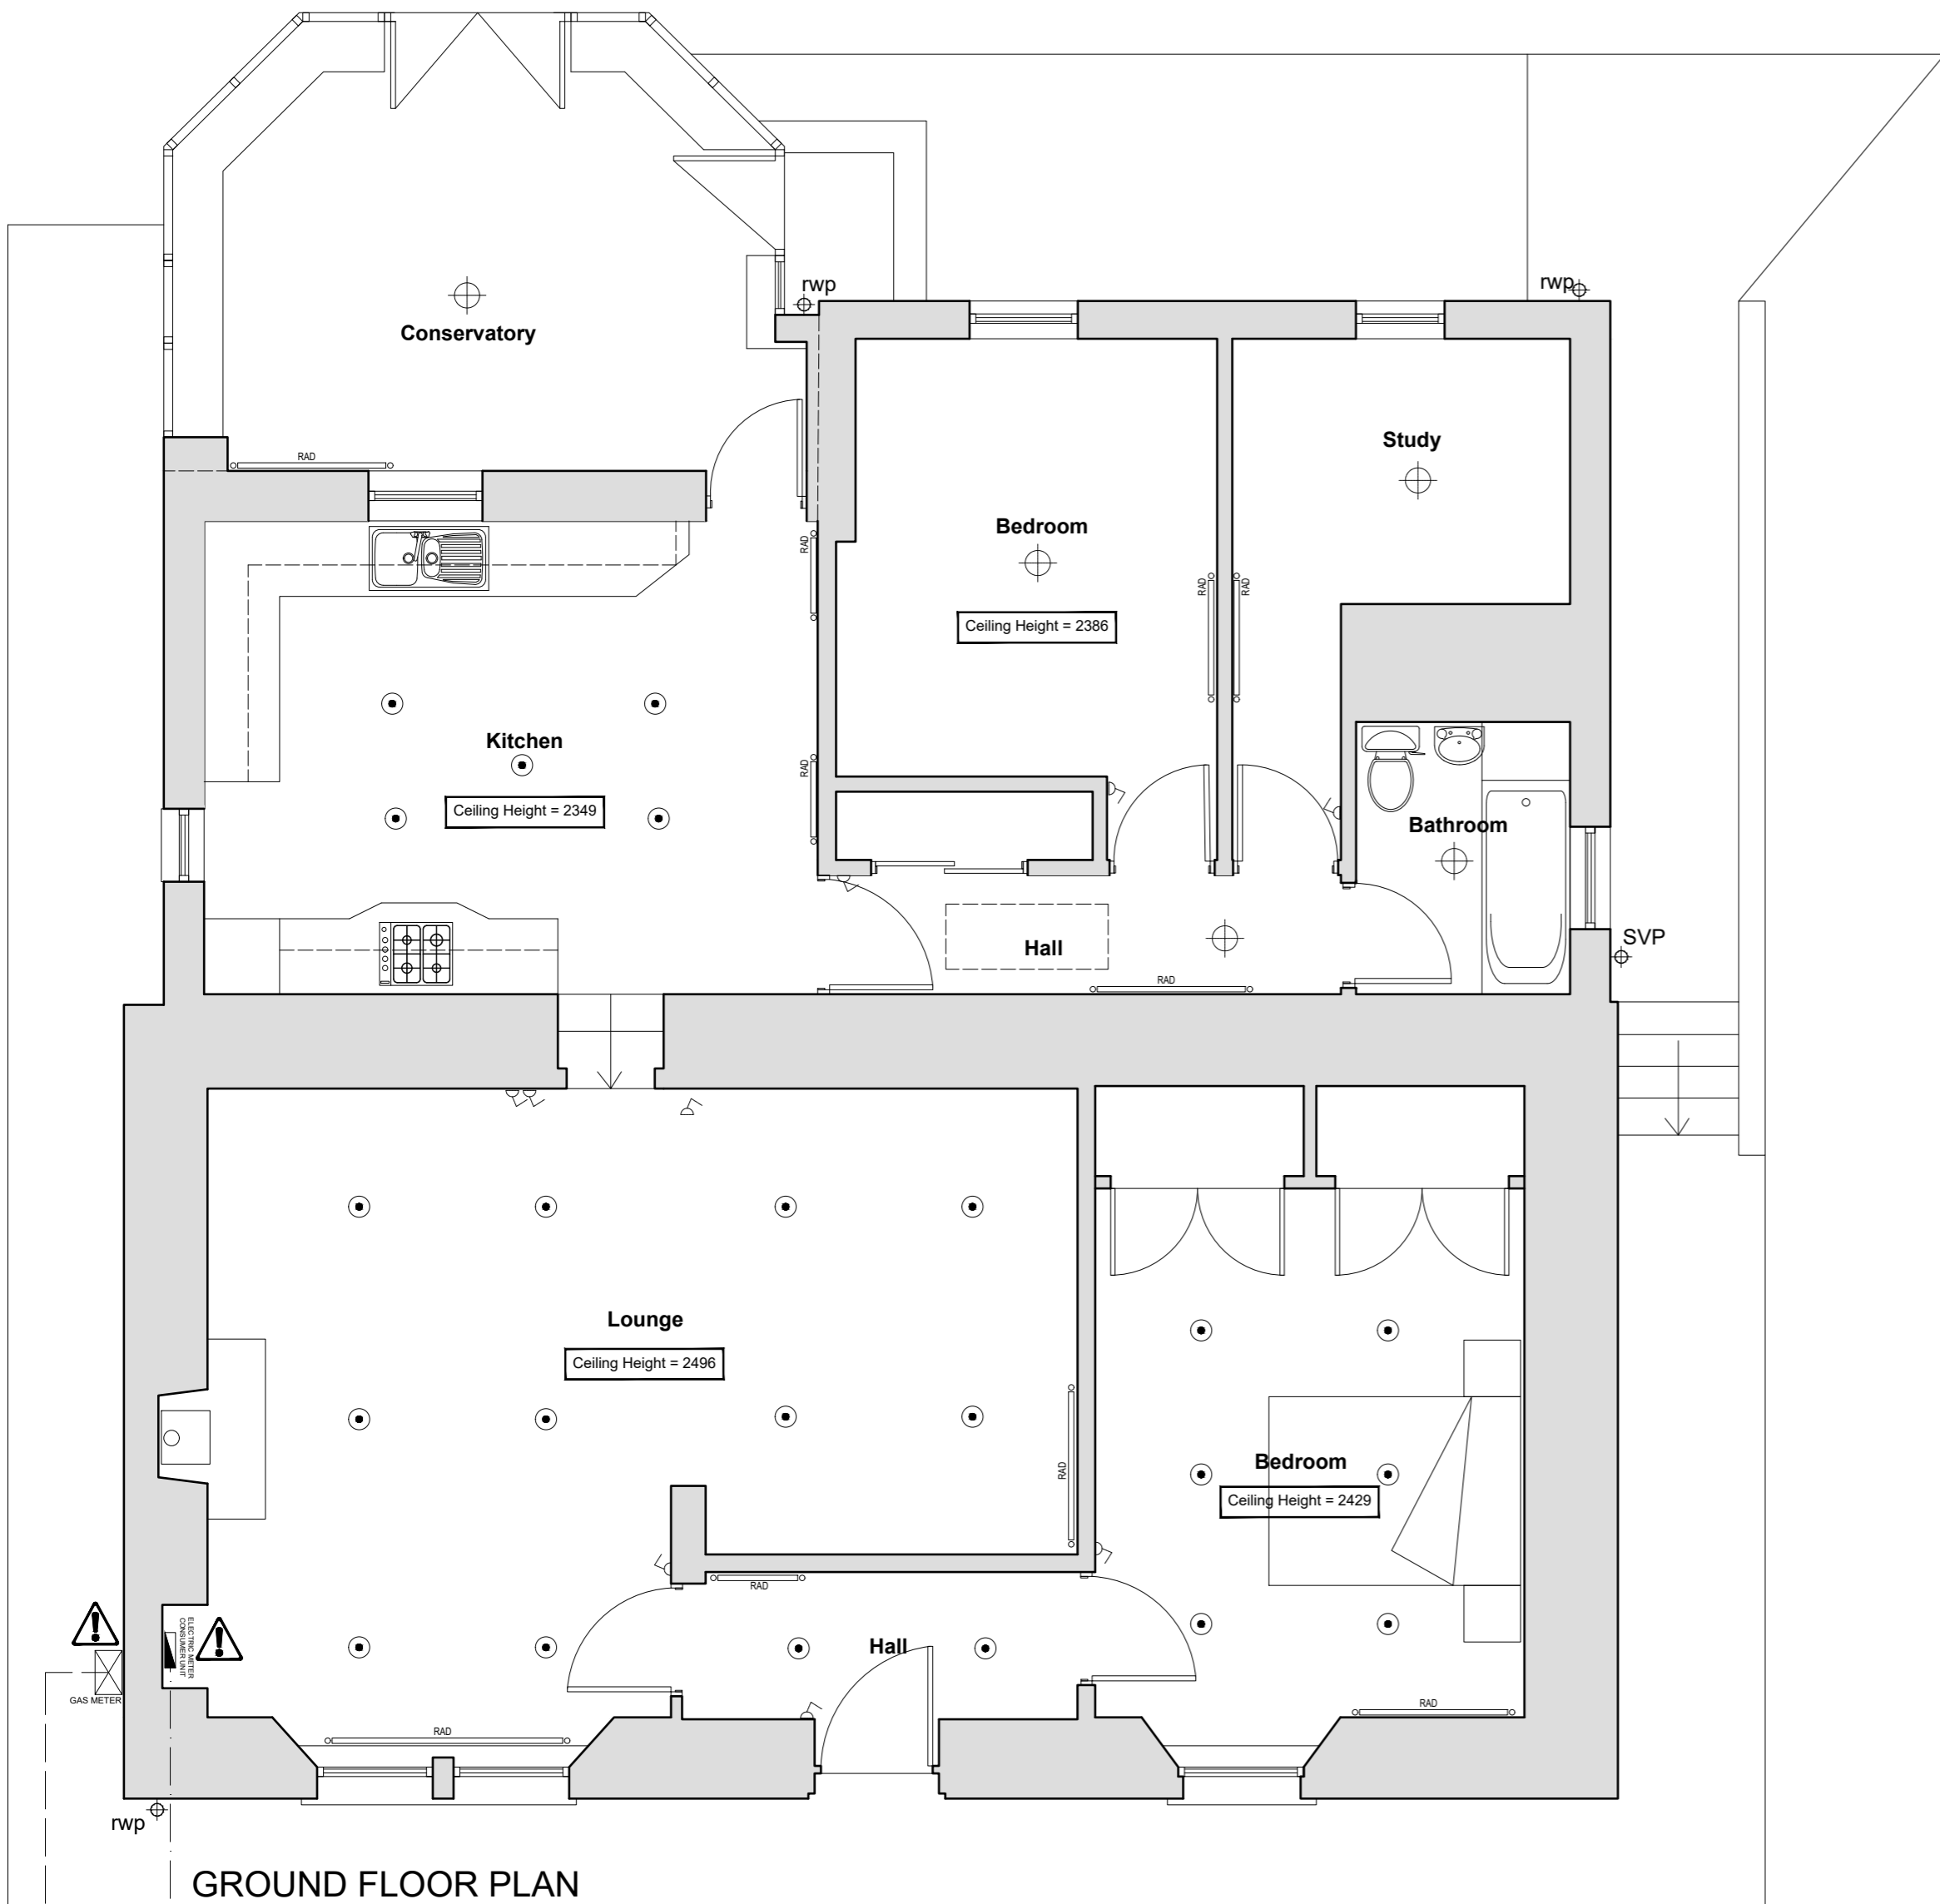 rwp
rwp
Conservatory
RAD
Study
Bedroom
RAD
RAD
RAD
Ceiling Height = 2386
Kitchen
RAD
Ceiling Height = 2349
Bathroom
SVP
Hall
RAD
Lounge
Ceiling Height = 2496
RAD
Bedroom
Ceiling Height = 2429
RAD
ELECTRIC METER
CONSUMER UNIT
Hall
GAS METER
RAD
RAD
rwp
GROUND FLOOR PLAN